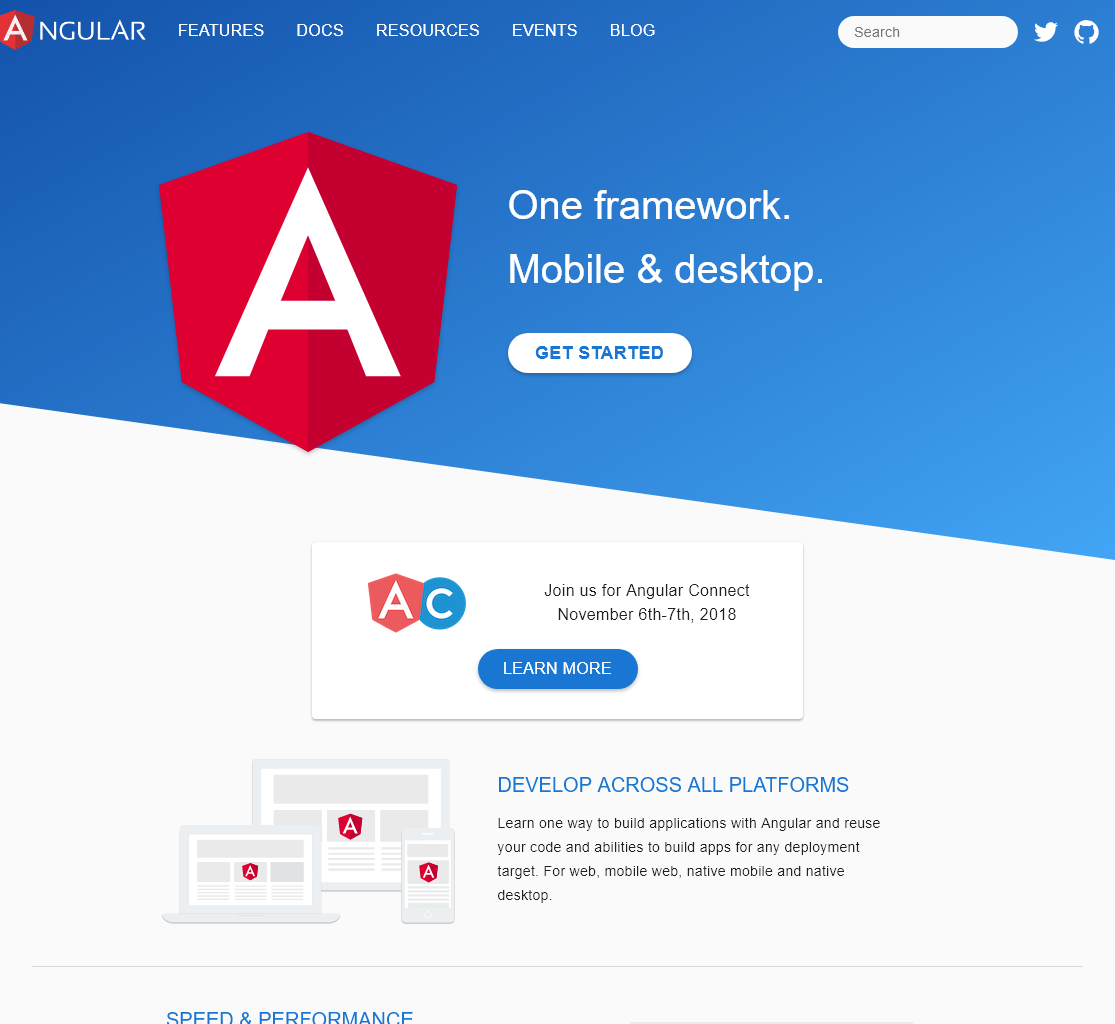 ANGULAR FEATURES DOCS RESOURCES EVENTS BLOG Search
A
One framework.
Mobile & desktop.
GET STARTED
AC
Join us for Angular Connect
November 6th-7th, 2018
LEARN MORE
A
A
A
DEVELOP ACROSS ALL PLATFORMS
Learn one way to build applications with Angular and reuse
your code and abilities to build apps for any deployment
target. For web, mobile web, native mobile and native
desktop.
SPEED & PERFORMANCE